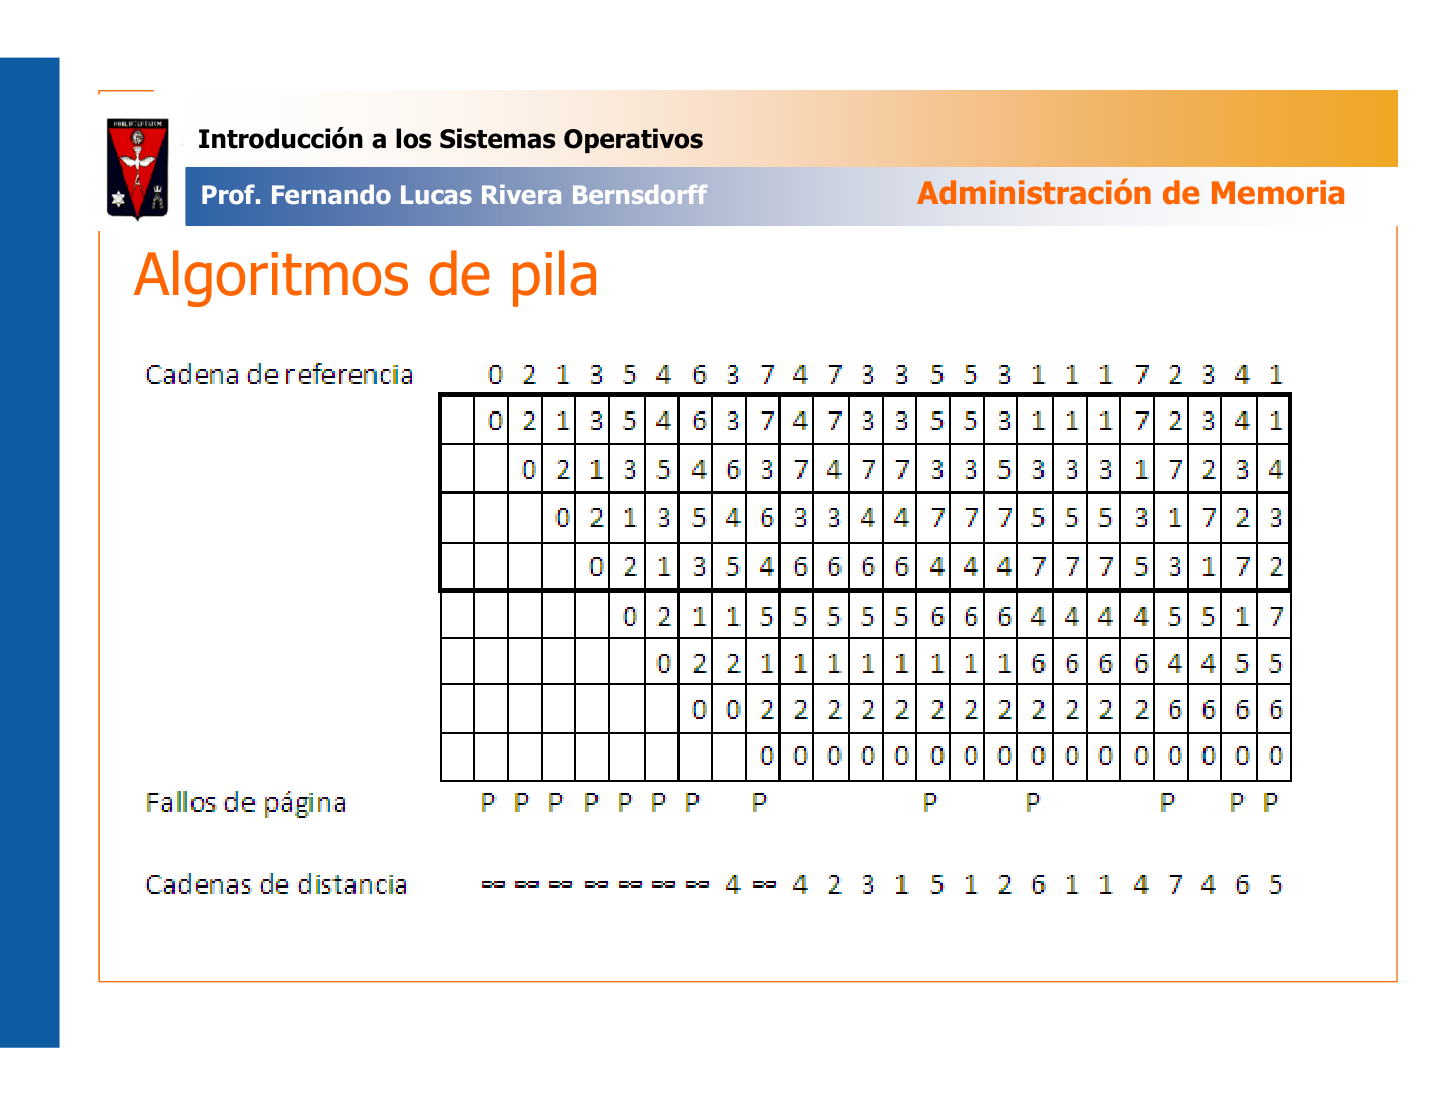 Introducción a los Sistemas Operativos
Prof. Fernando Lucas Rivera Bernsdorff
Administración de Memoria
Algoritmos de pila
Cadena de referencia 0 2 1 3 5 4 6 3 7 4 7 3 3 5 5 3 1 1 1 7 2 3 4 1
0 2 1 3 5 4 6 3 7 4 7 3 3 5 5 3 1 1 1 7 2 3 4 1
0 2 1 3 5 4 6 3 7 4 7 7 3 3 5 3 3 3 1 7 2 3 4
0 2 1 3 5 4 6 3 3 4 4 7 7 7 5 5 5 3 1 7 2 3
0 2 1 3 5 4 6 6 6 6 4 4 4 7 7 7 5 3 1 7 2
0 2 1 1 5 5 5 5 5 6 6 6 4 4 4 4 5 5 1 7
0 2 2 1 1 1 1 1 1 1 1 6 6 6 6 4 4 5 5
0 0 2 2 2 2 2 2 2 2 2 2 2 2 6 6 6 6
0 0 0 0 0 0 0 0 0 0 0 0 0 0 0 0
Fallos de página P P P P P P P P P P P P P
Cadenas de distancia ∞ ∞ ∞ ∞ ∞ ∞ ∞ 4 ∞ 4 2 3 1 5 1 2 6 1 1 4 7 4 6 5